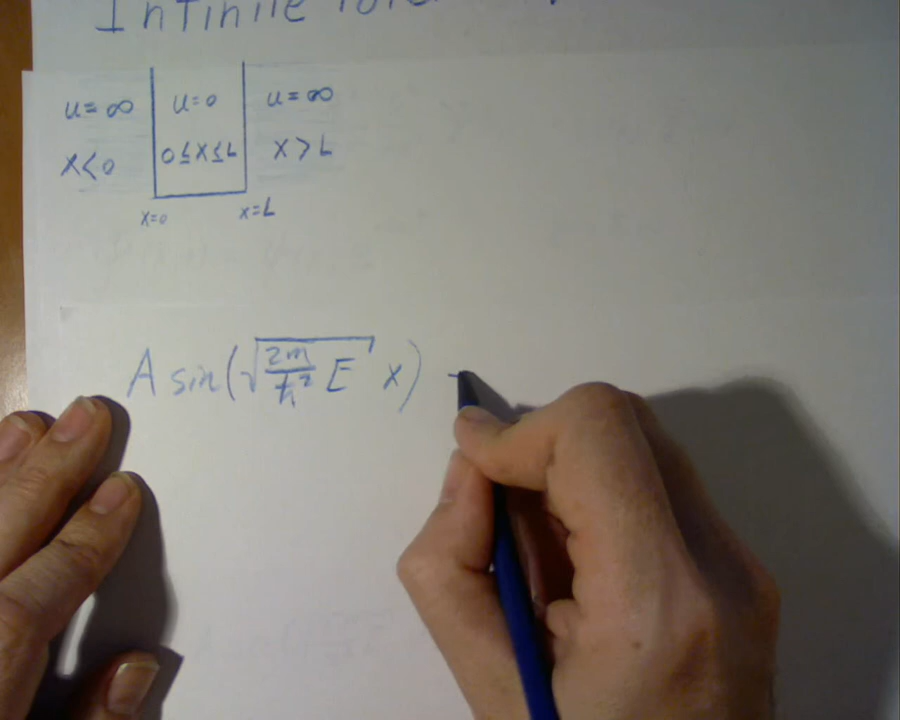 Infinite
U=∞ U=0 U=∞
x<0 0≤x≤L x>L
x=0 x=L
A sin(√(2m/ħ² E) x) -